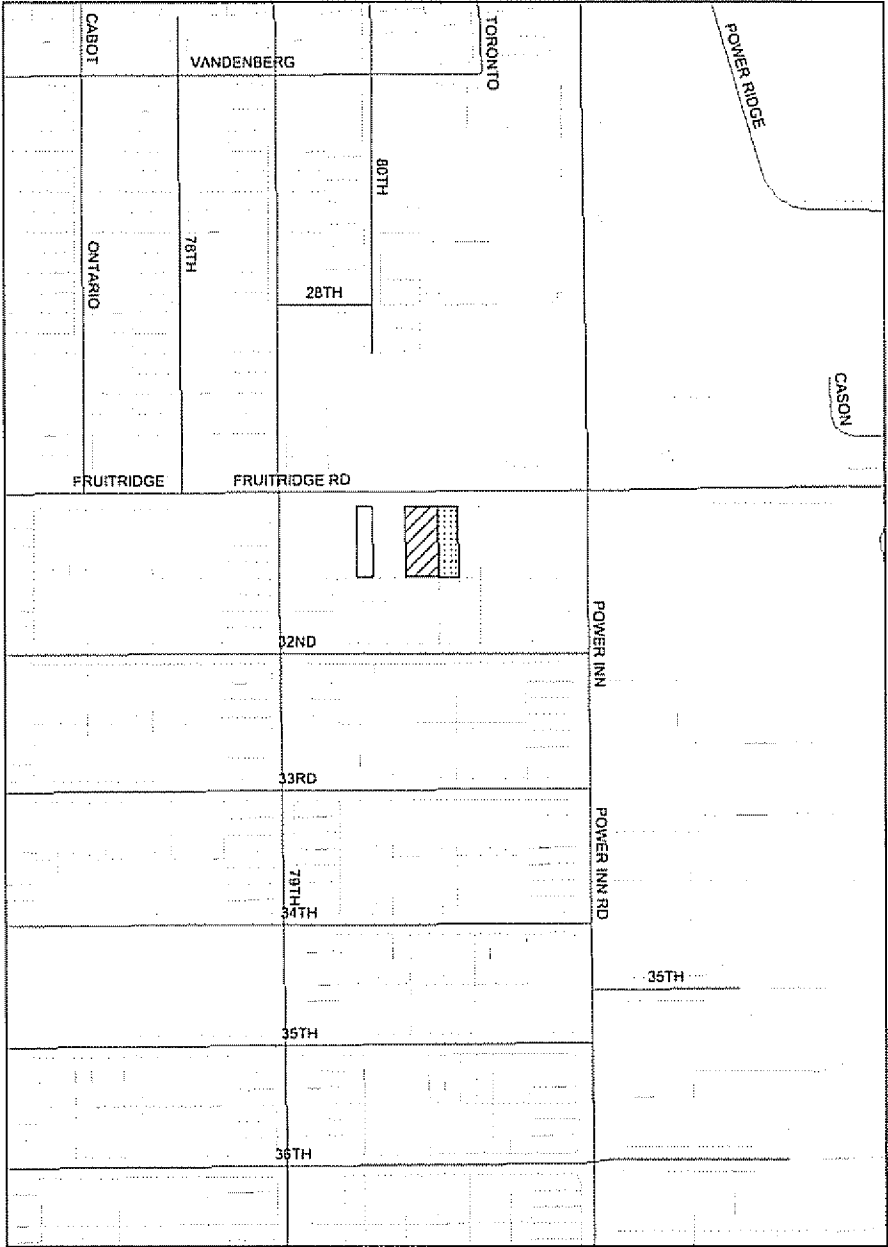 CABOT
TORONTO
POWER RIDGE
VANDENBERG
80TH
78TH
ONTARIO
28TH
CASON
FRUITRIDGE
FRUITRIDGE RD
32ND
POWER INN
33RD
POWER INN RD
79TH
34TH
35TH
35TH
36TH